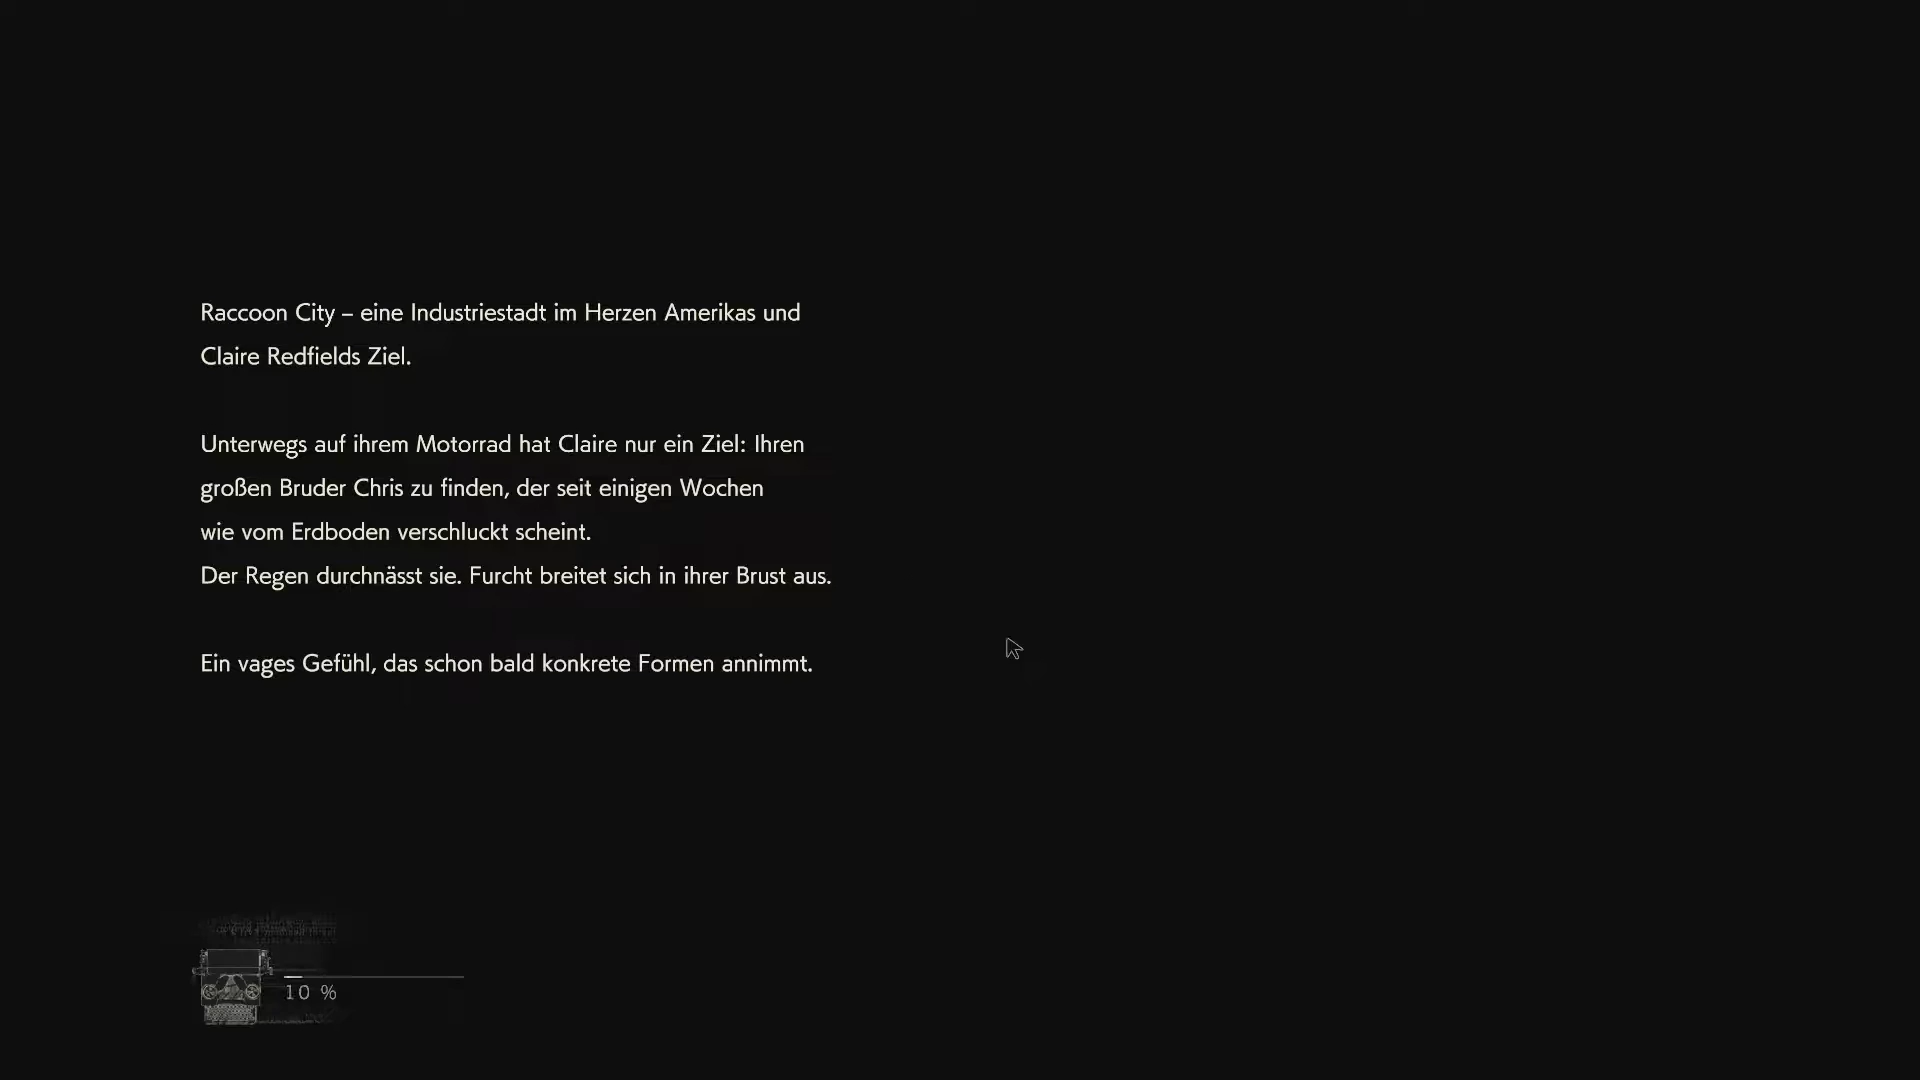 Raccoon City – eine Industriestadt im Herzen Amerikas und
Claire Redfields Ziel.
Unterwegs auf ihrem Motorrad hat Claire nur ein Ziel: Ihren
großen Bruder Chris zu finden, der seit einigen Wochen
wie vom Erdboden verschluckt scheint.
Der Regen durchnässt sie. Furcht breitet sich in ihrer Brust aus.
Ein vages Gefühl, das schon bald konkrete Formen annimmt.
10 %